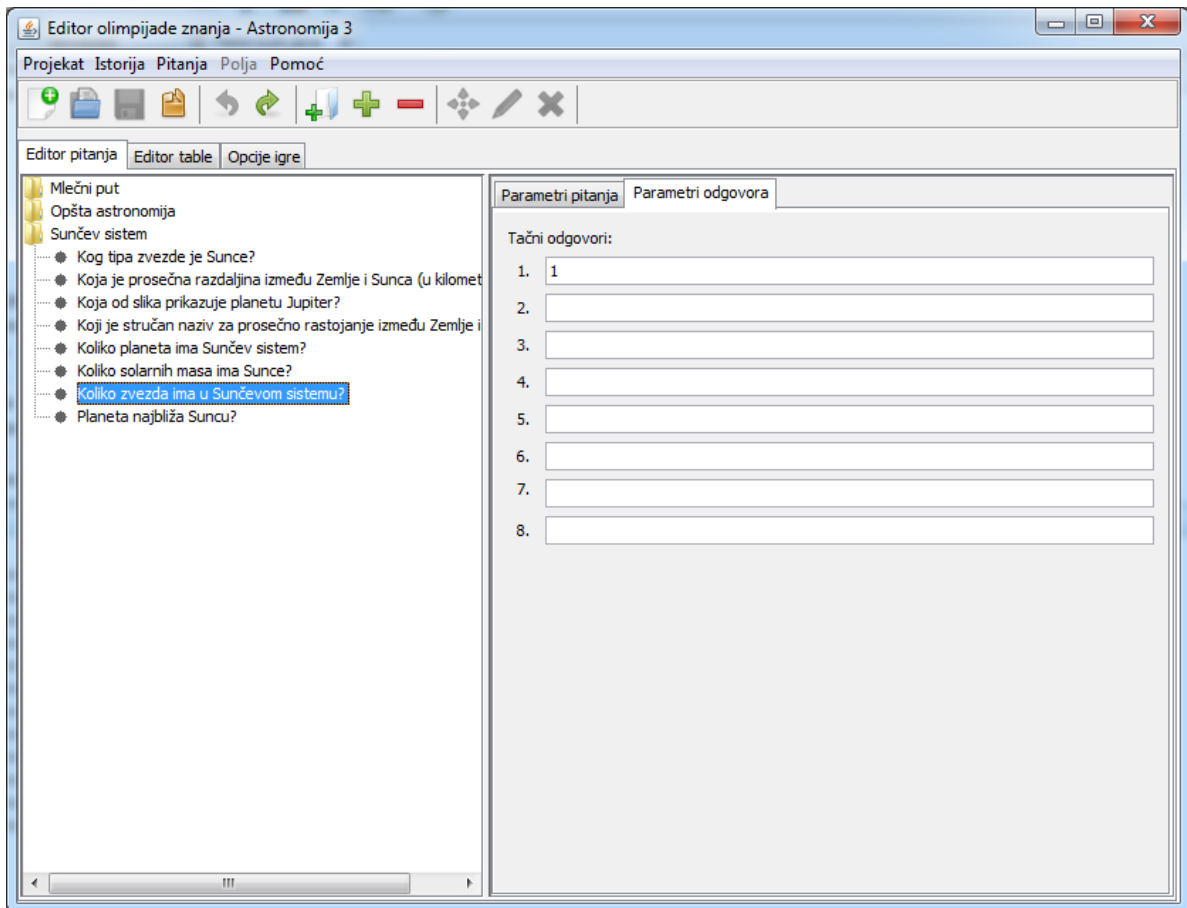 Editor olimpijade znanja - Astronomija 3
Projekat Istorija Pitanja Polja Pomoć
Editor pitanja Editor table Opcije igre
Mlečni put
Opšta astronomija
Sunčev sistem
Kog tipa zvezde je Sunce?
Koja je prosečna razdaljina između Zemlje i Sunca (u kilomet
Koja od slika prikazuje planetu Jupiter?
Koji je stručan naziv za prosečno rastojanje između Zemlje i
Koliko planeta ima Sunčev sistem?
Koliko solarnih masa ima Sunce?
Koliko zvezda ima u Sunčevom sistemu?
Planeta najbliža Suncu?
Parametri pitanja Parametri odgovora
Tačni odgovori:
1. 1
2.
3.
4.
5.
6.
7.
8.